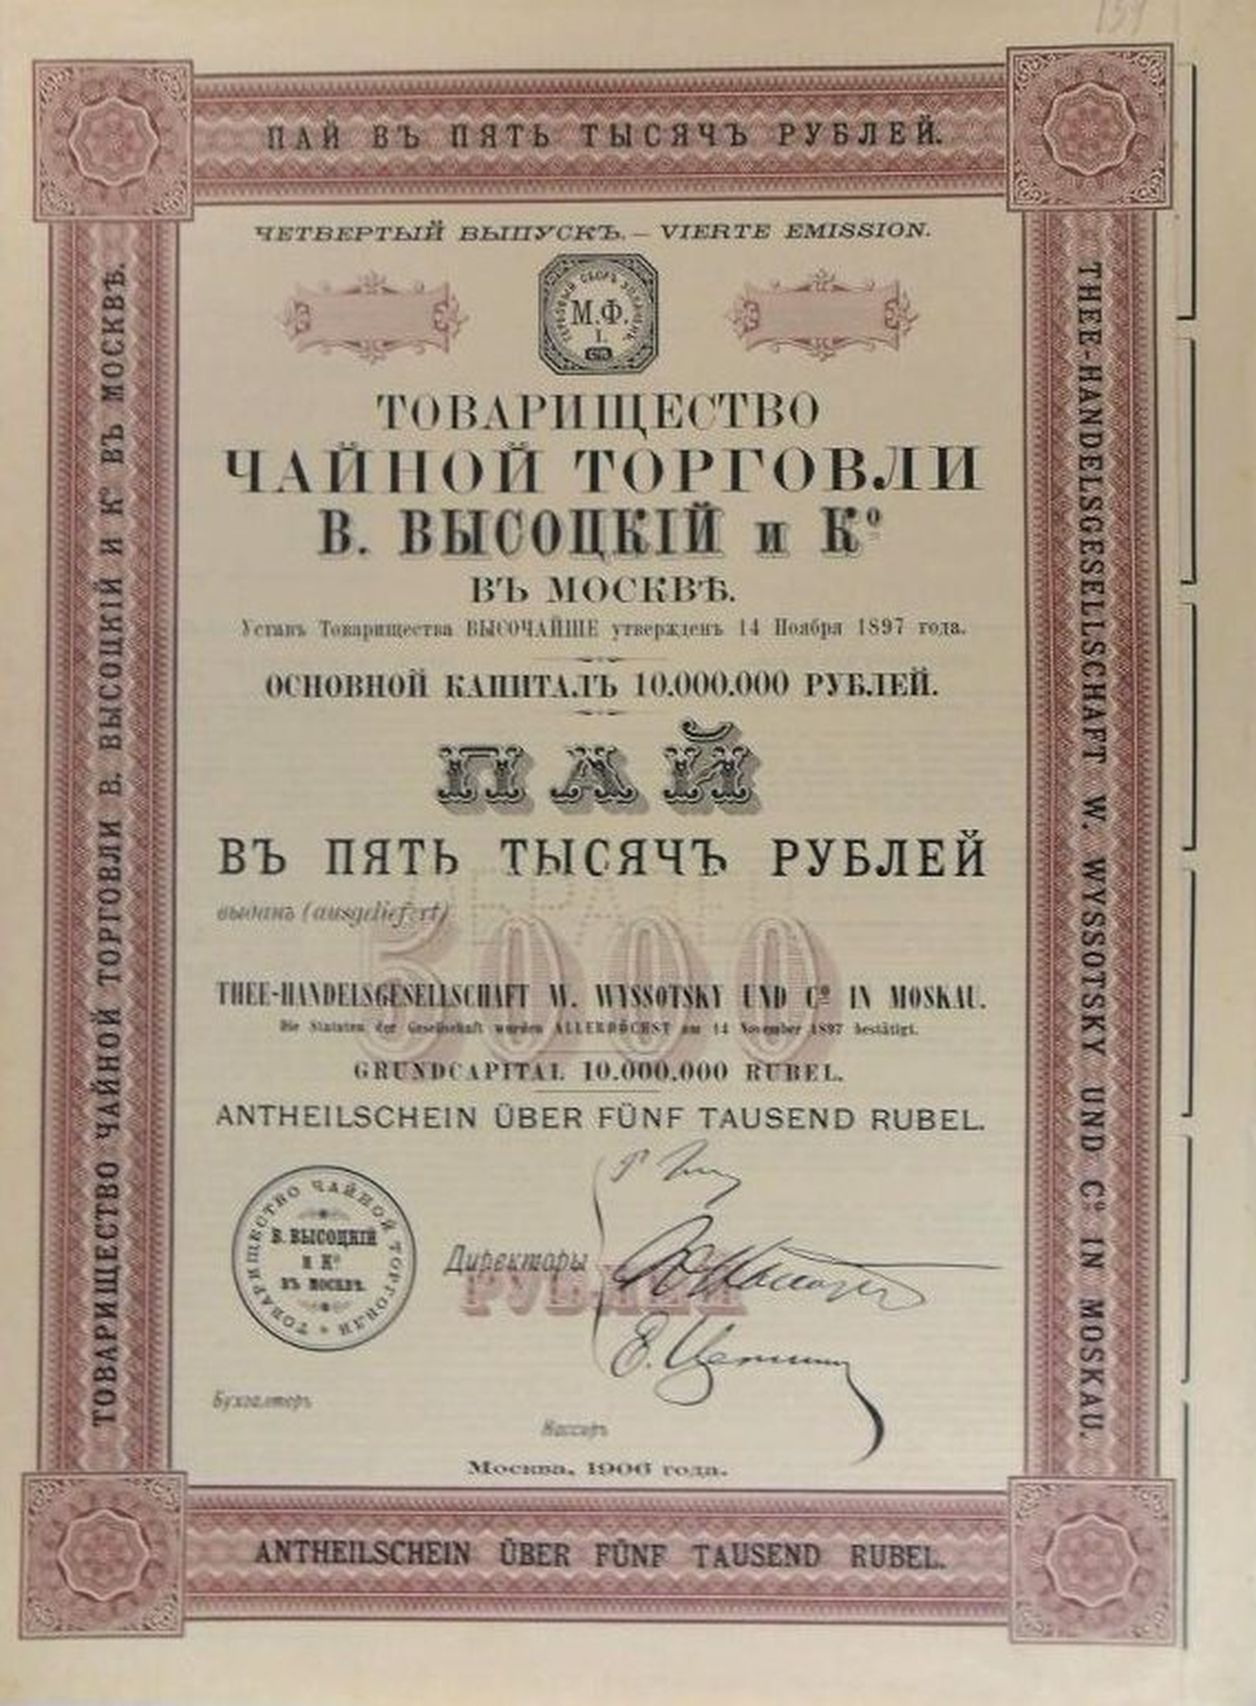 ПАЙ ВЪ ПЯТЬ ТЫСЯЧЪ РУБЛЕЙ.
ЧЕТВЕРТЫЙ ВЫПУСКЪ. – VIERTE EMISSION.
М.Ф.
1.
СТР.
ТОВАРИЩЕСТВО
ЧАЙНОЙ ТОРГОВЛИ
В. ВЫСОЦКІЙ и Кº
ВЪ МОСКВѢ.
Уставъ Товарищества ВЫСОЧАЙШЕ утвержденъ 14 Ноября 1897 года.
ОСНОВНОЙ КАПИТАЛЪ 10.000.000 РУБЛЕЙ.
ПАЙ
ВЪ ПЯТЬ ТЫСЯЧЪ РУБЛЕЙ
выданъ (ausgeliefert)
5000
THEE-HANDELSGESELLSCHAFT W. WYSSOTSKY UND Cº IN MOSKAU.
Die Statuten der Gesellschaft wurden ALLERHÖCHST am 14 November 1897 bestätigt.
GRUNDCAPITAL 10.000.000 RUBEL.
ANTHEILSCHEIN ÜBER FÜNF TAUSEND RUBEL.
ТОВАРИЩЕСТВО ЧАЙНОЙ ТОРГОВЛИ
В. ВЫСОЦКІЙ
и Кº
ВЪ МОСКВѢ.
Директоры
РУБЛЕЙ
Бухгалтеръ
Кассиръ
Москва, 1906 года.
ANTHEILSCHEIN ÜBER FÜNF TAUSEND RUBEL.
ТОВАРИЩЕСТВО ЧАЙНОЙ ТОРГОВЛИ В. ВЫСОЦКІЙ И Кº ВЪ МОСКВѢ.
THEE-HANDELSGESELLSCHAFT W. WYSSOTSKY UND Cº IN MOSKAU.